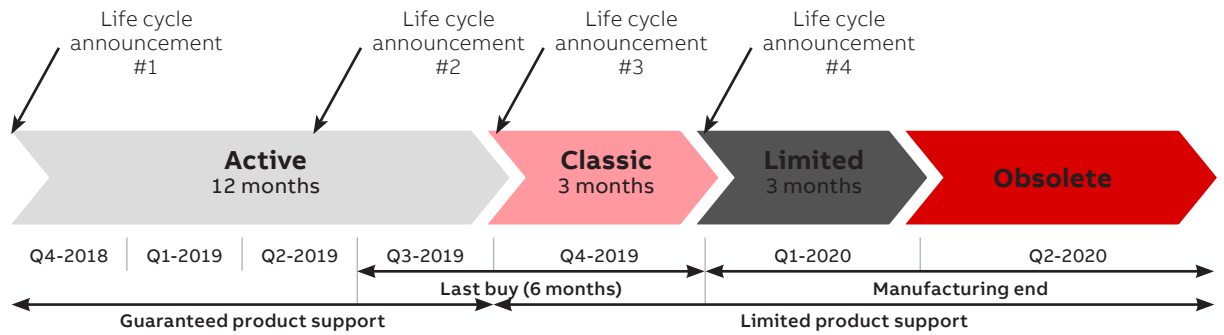 Life cycle
announcement
#1
Life cycle
announcement
#2
Life cycle
announcement
#3
Life cycle
announcement
#4
Active
12 months
Classic
3 months
Limited
3 months
Obsolete
Q4-2018
Q1-2019
Q2-2019
Q3-2019
Q4-2019
Q1-2020
Q2-2020
Last buy (6 months)
Manufacturing end
Guaranteed product support
Limited product support